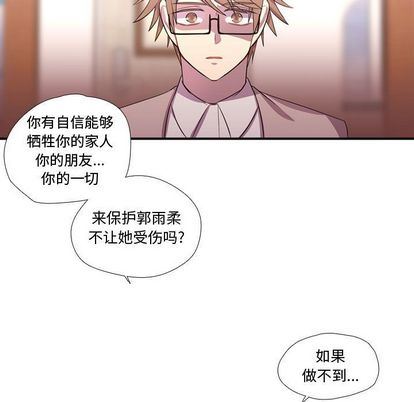 你有自信能够
牺牲你的家人
你的朋友...
你的一切
来保护郭雨柔
不让她受伤吗?
如果
做不到...